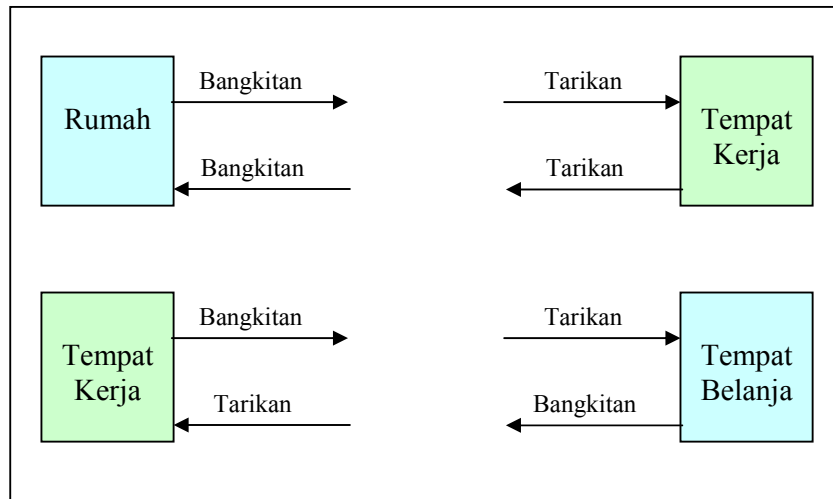 Bangkitan
Tarikan
Rumah
Tempat
Kerja
Bangkitan
Tarikan
Bangkitan
Tarikan
Tempat
Kerja
Tempat
Belanja
Tarikan
Bangkitan